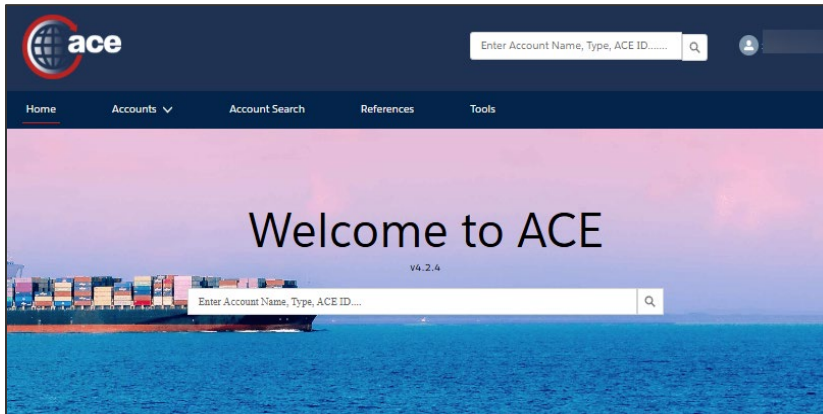 ace
Enter Account Name, Type, ACE ID.......
Home Accounts Account Search References Tools
Welcome to ACE
v4.2.4
Enter Account Name, Type, ACE ID....